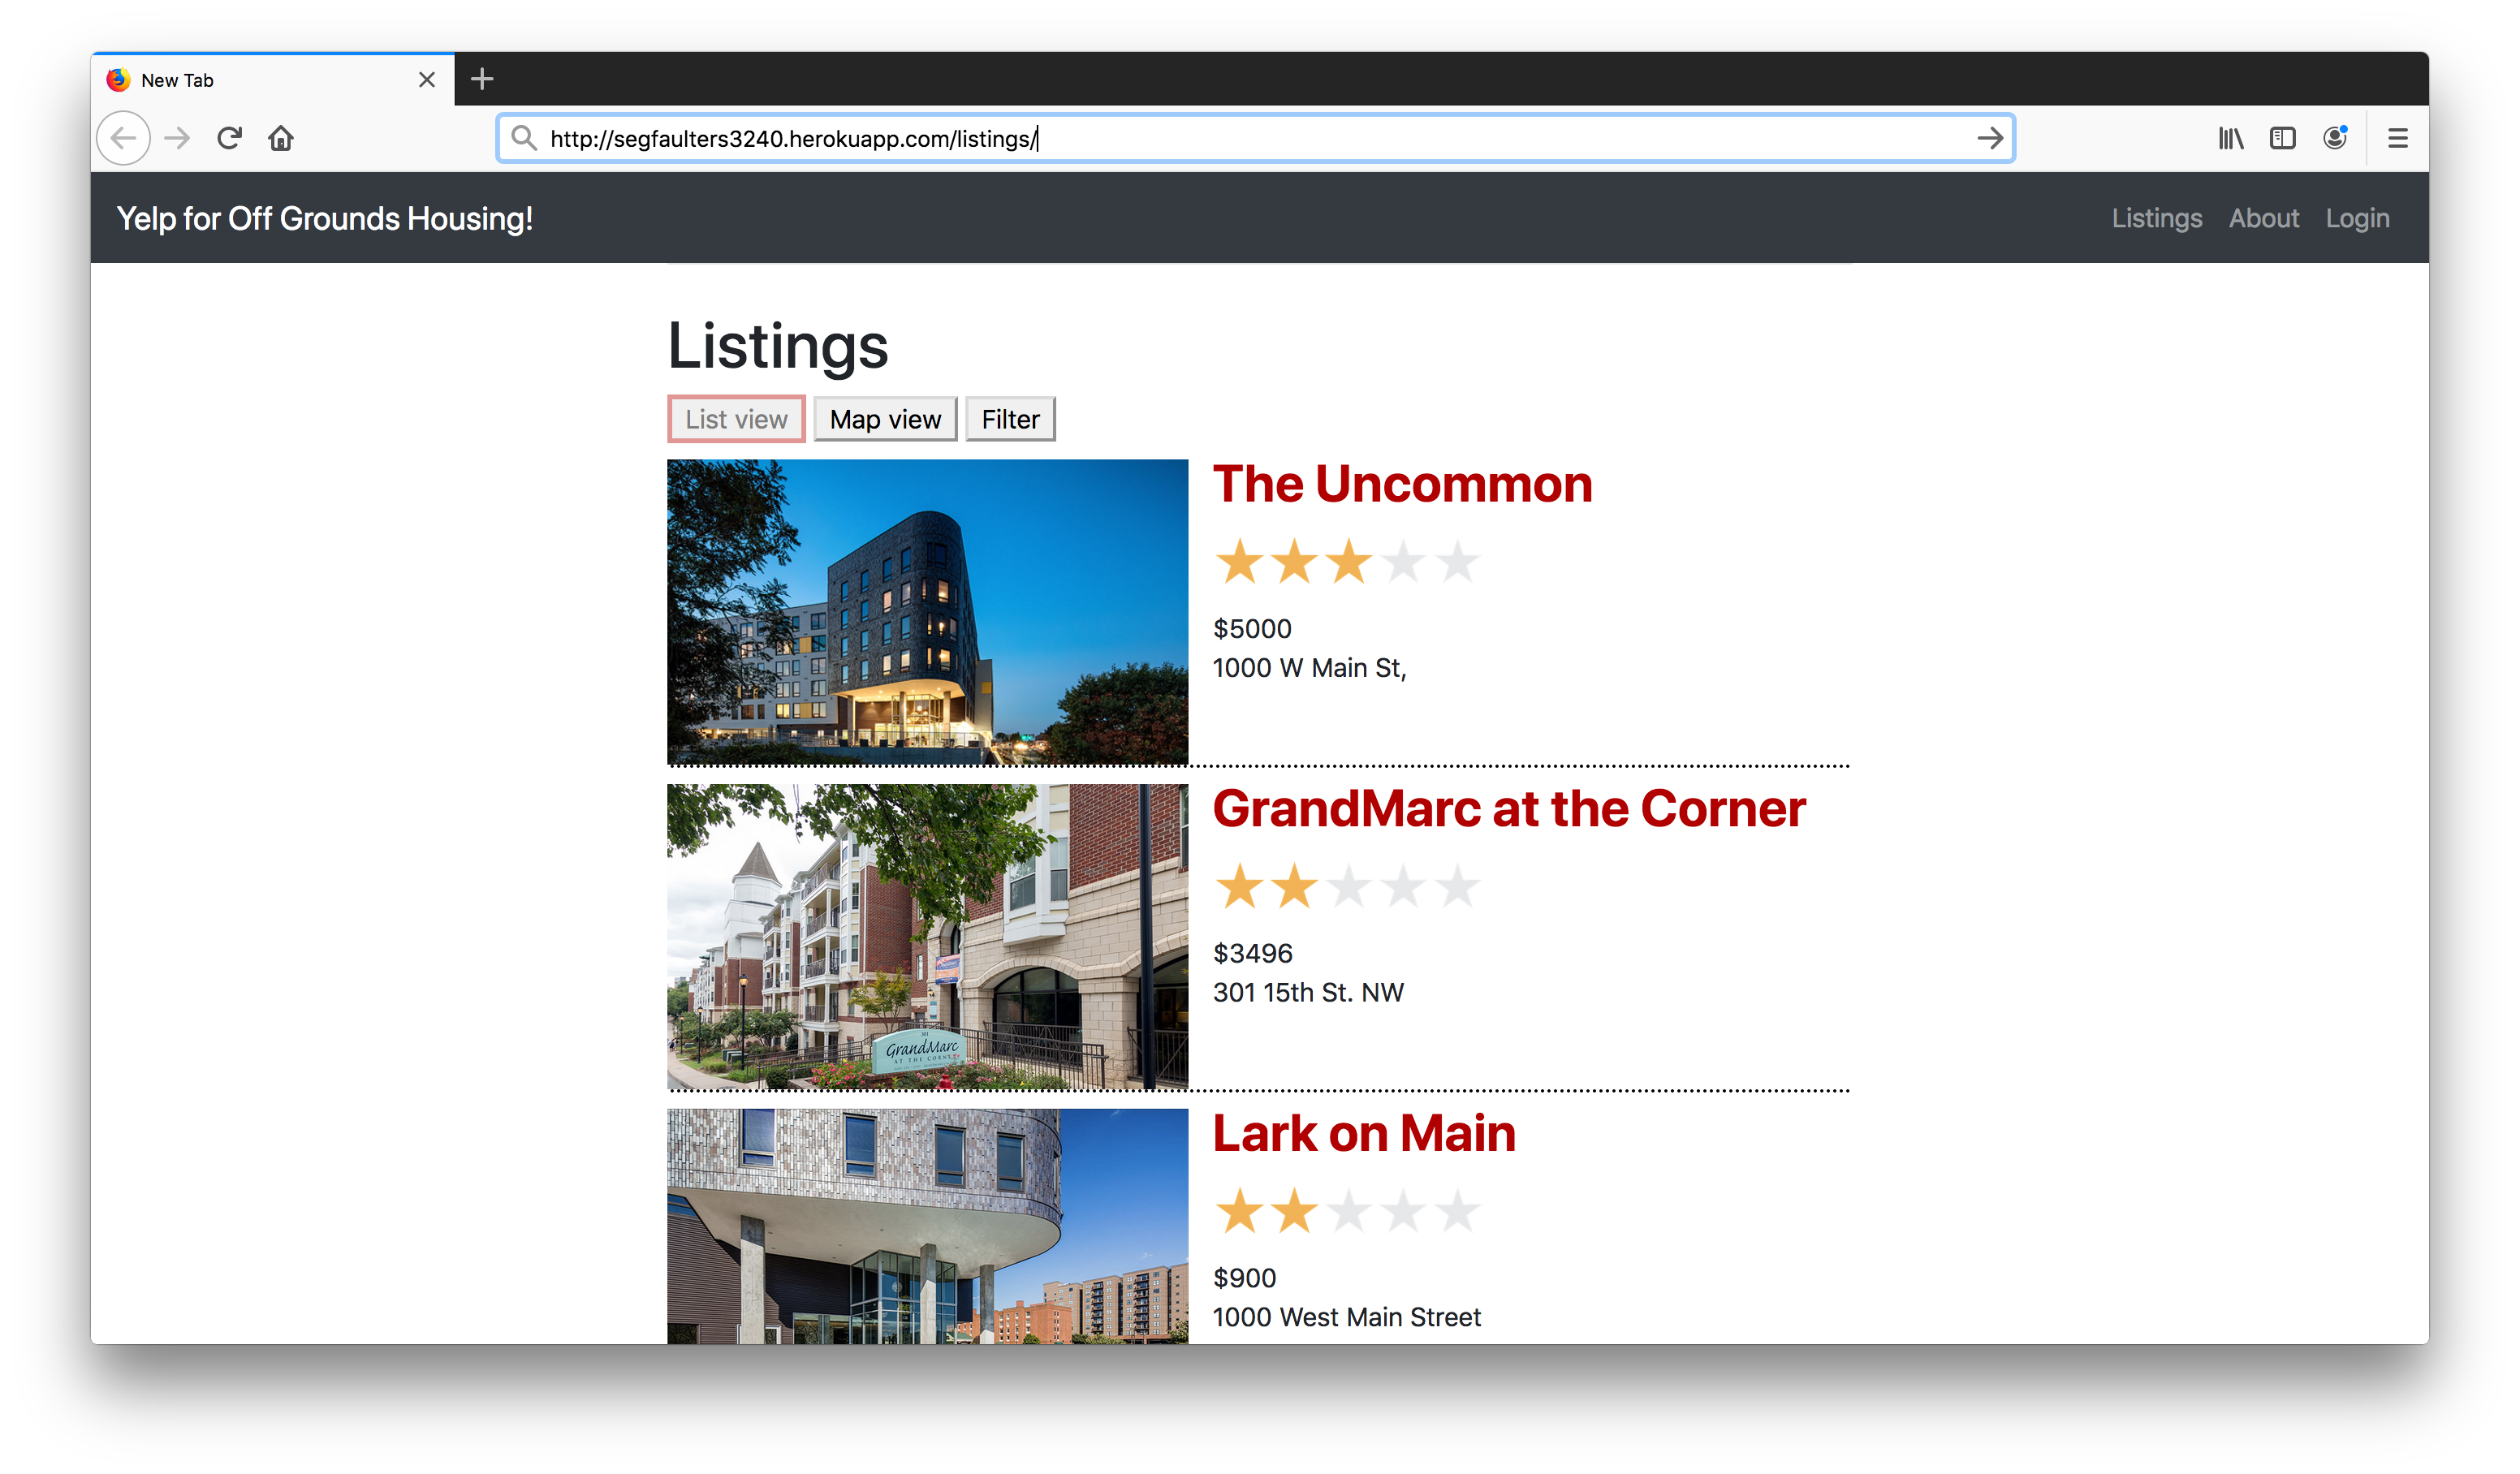 New Tab
http://segfaulters3240.herokuapp.com/listings/
Yelp for Off Grounds Housing!
Listings About Login
Listings
List view Map view Filter
The Uncommon
$5000
1000 W Main St,
GrandMarc at the Corner
$3496
301 15th St. NW
301
GrandMarc
AT THE CORNER
Lark on Main
$900
1000 West Main Street